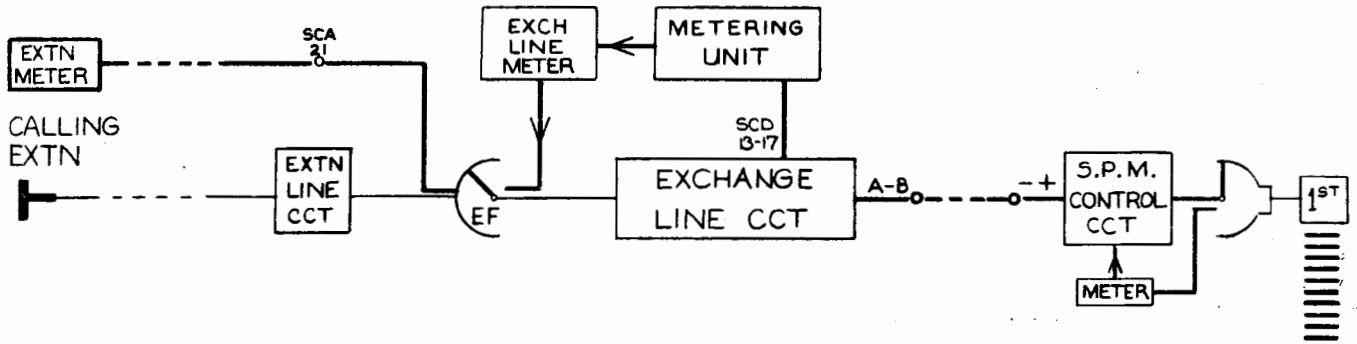 EXTN
METER
SCA
21
EXCH
LINE
METER
METERING
UNIT
CALLING
EXTN
EXTN
LINE
CCT
EF
SCD
13-17
EXCHANGE
LINE CCT
A-B
- +
S.P.M.
CONTROL
CCT
METER
1ST